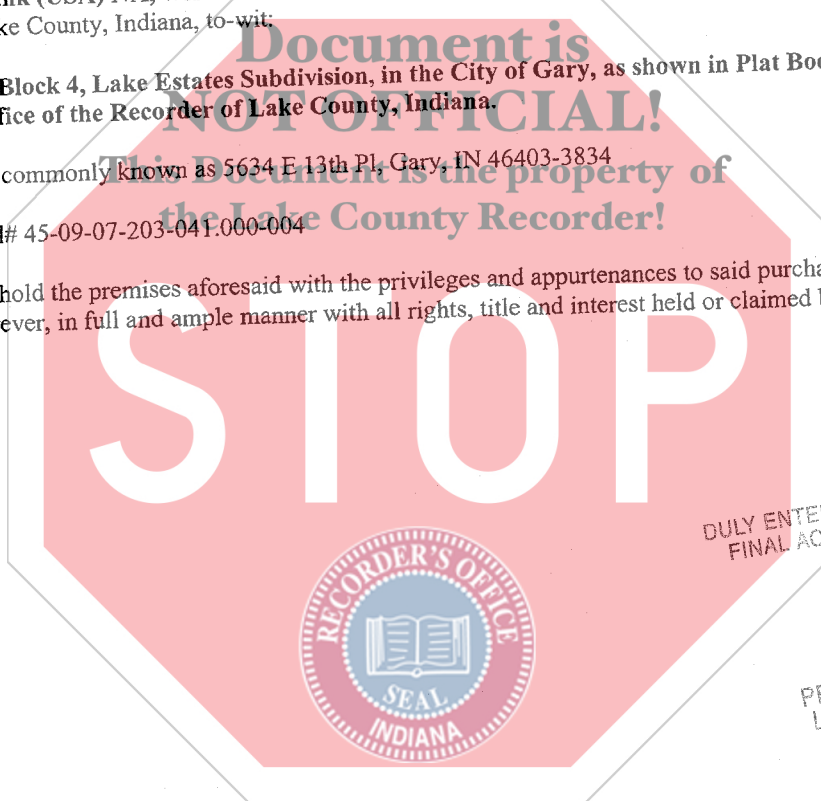 ke County, Indiana, to-wit:
Document is
Block 4, Lake Estates Subdivision, in the City of Gary, as shown in Plat Boo
NOT OFFICIAL!
fice of the Recorder of Lake County, Indiana.
commonly known as 5634 E 13th Pl, Gary, IN 46403-3834
This Document is the property of
the Lake County Recorder!
# 45-09-07-203-041.000-004
hold the premises aforesaid with the privileges and appurtenances to said purcha
ever, in full and ample manner with all rights, title and interest held or claimed
STOP
DULY ENTE
FINAL AC
RECORDER'S OFFICE
SEAL
INDIANA